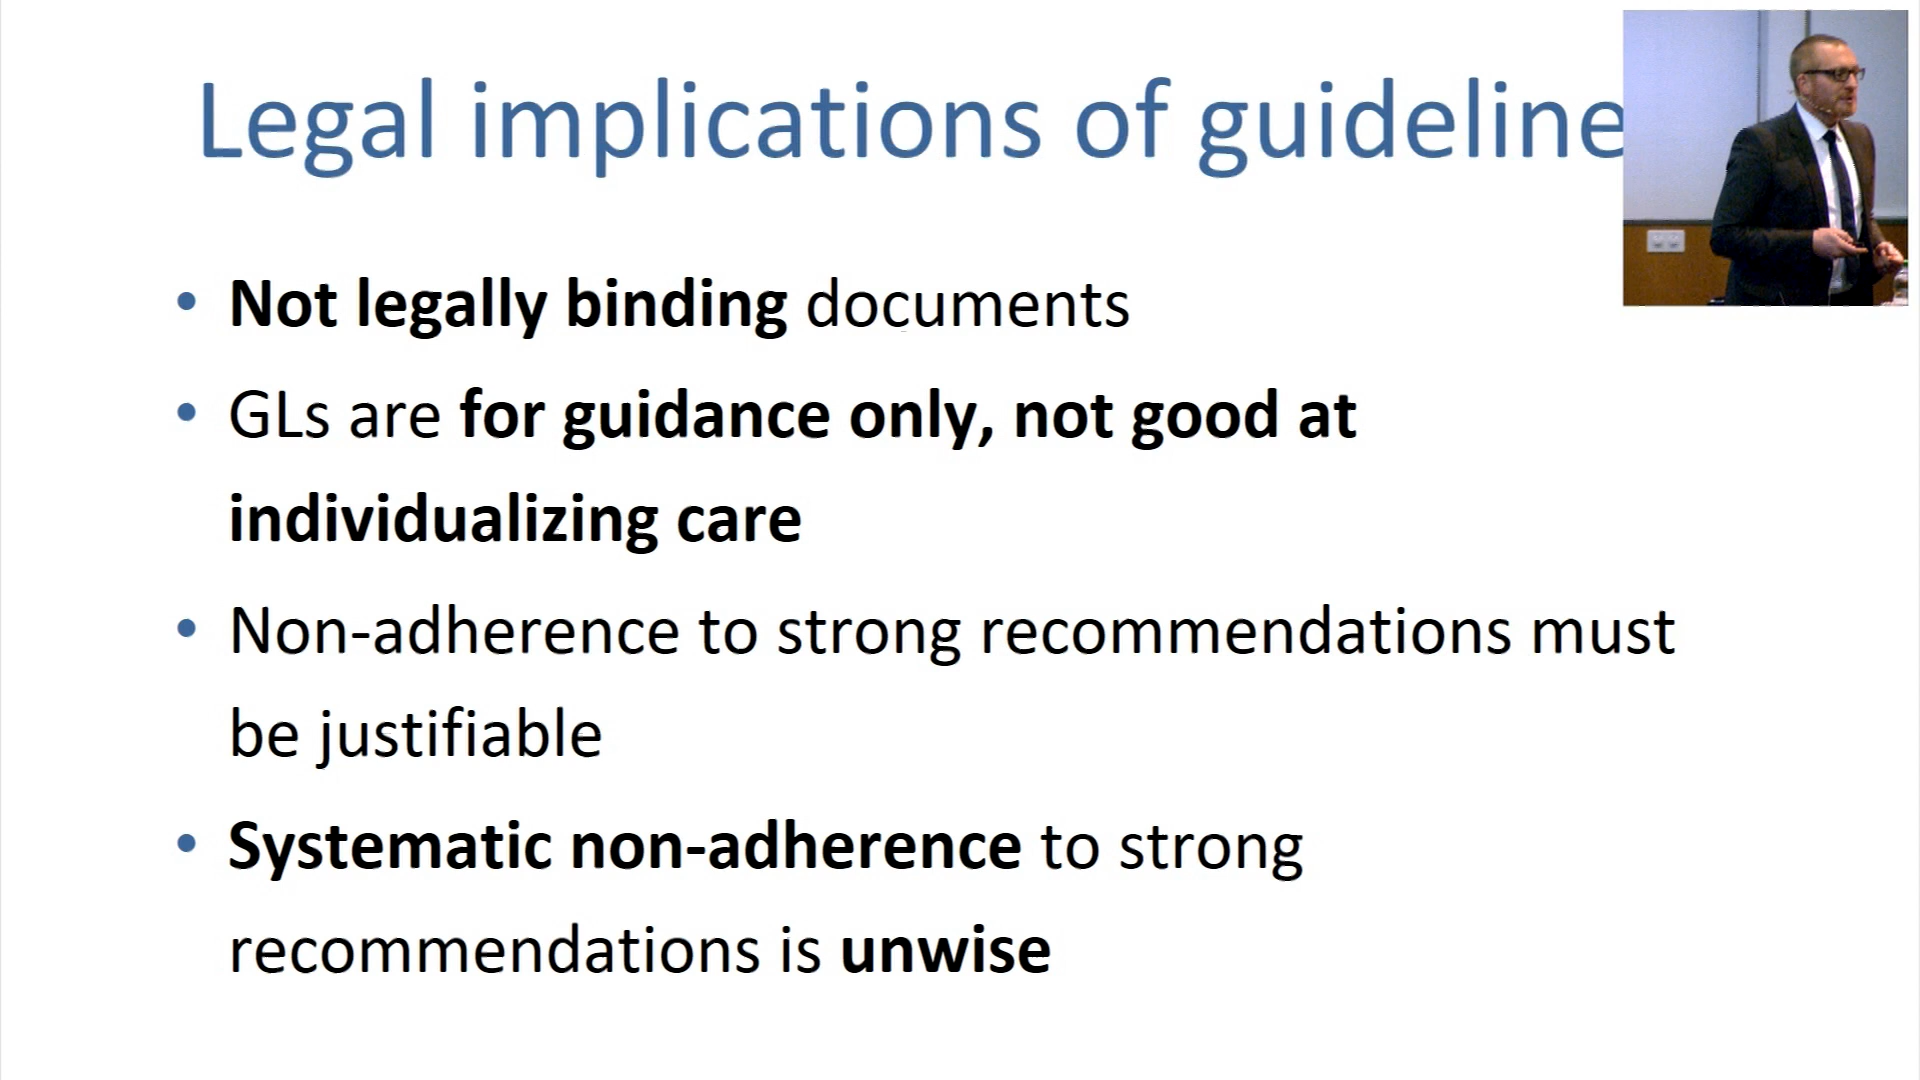 Legal implications of guideline
• Not legally binding documents
• GLs are for guidance only, not good at
individualizing care
• Non-adherence to strong recommendations must
be justifiable
• Systematic non-adherence to strong
recommendations is unwise